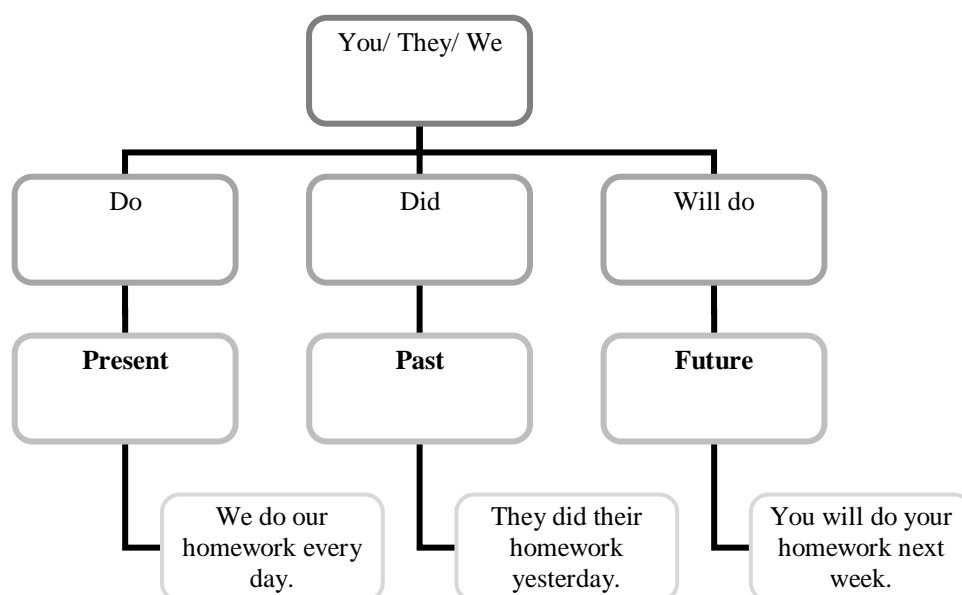 You/ They/ We
Do
Did
Will do
Present
Past
Future
We do our
homework every
day.
They did their
homework
yesterday.
You will do your
homework next
week.